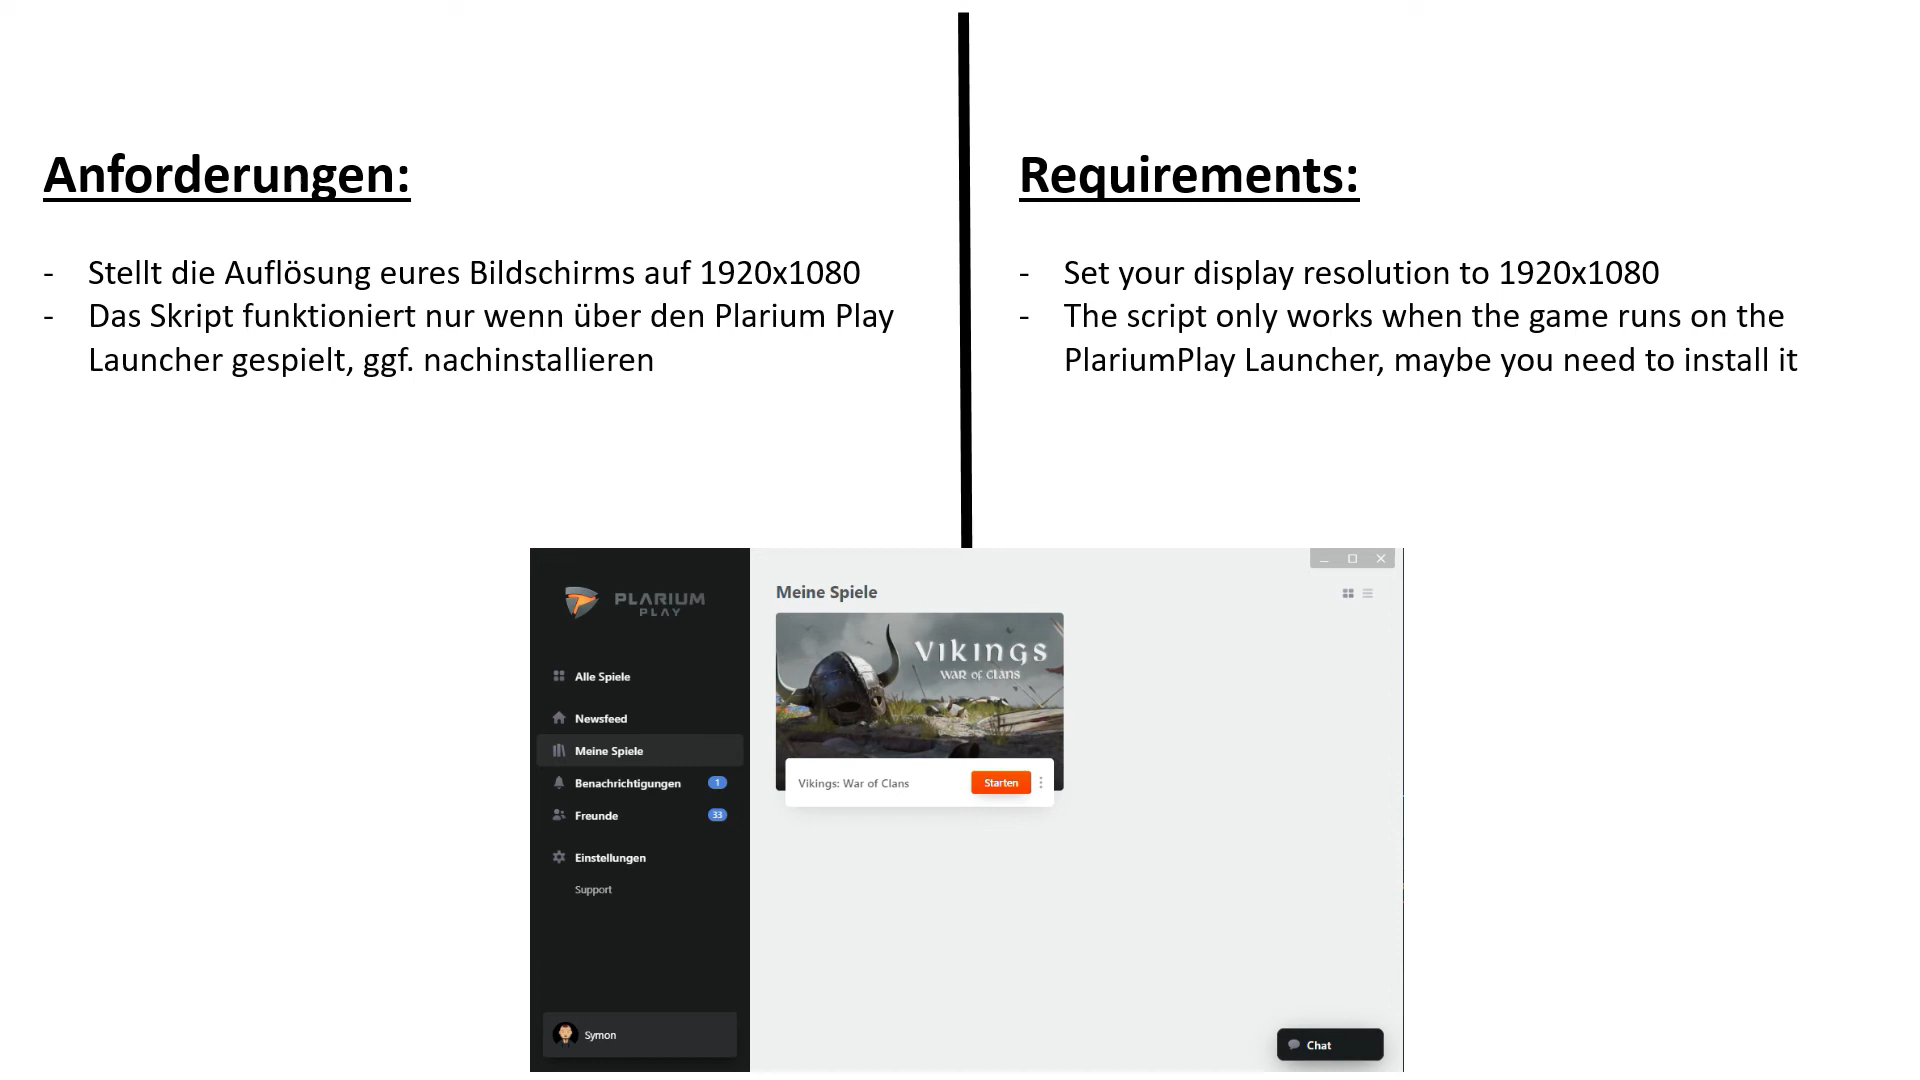 Anforderungen:
- Stellt die Auflösung eures Bildschirms auf 1920x1080
- Das Skript funktioniert nur wenn über den Plarium Play
Launcher gespielt, ggf. nachinstallieren
Requirements:
- Set your display resolution to 1920x1080
- The script only works when the game runs on the
PlariumPlay Launcher, maybe you need to install it
PLARIUM
PLAY
Alle Spiele
Newsfeed
Meine Spiele
Benachrichtigungen 1
Freunde 33
Einstellungen
Support
Symon
Meine Spiele
VIKINGS
WAR OF CLANS
Vikings: War of Clans
Starten
Chat